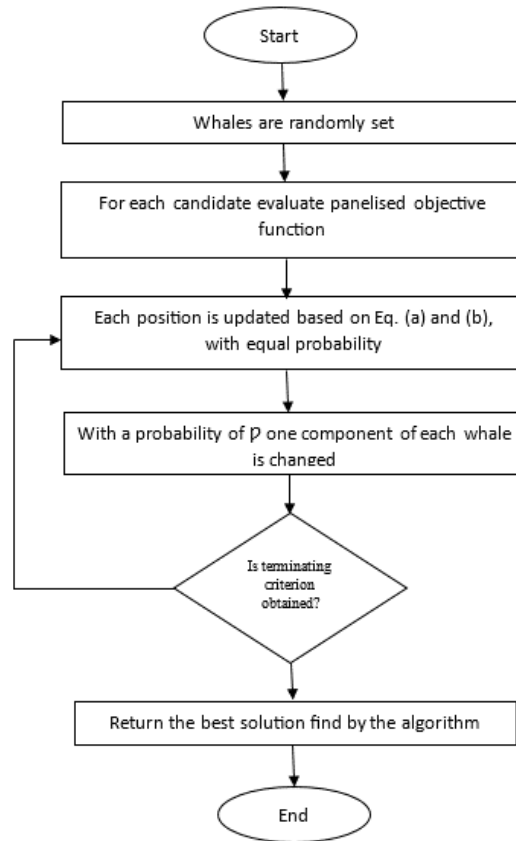 Start
Whales are randomly set
For each candidate evaluate panelised objective
function
Each position is updated based on Eq. (a) and (b),
with equal probability
With a probability of p one component of each whale
is changed
Is terminating
criterion
obtained?
Return the best solution find by the algorithm
End